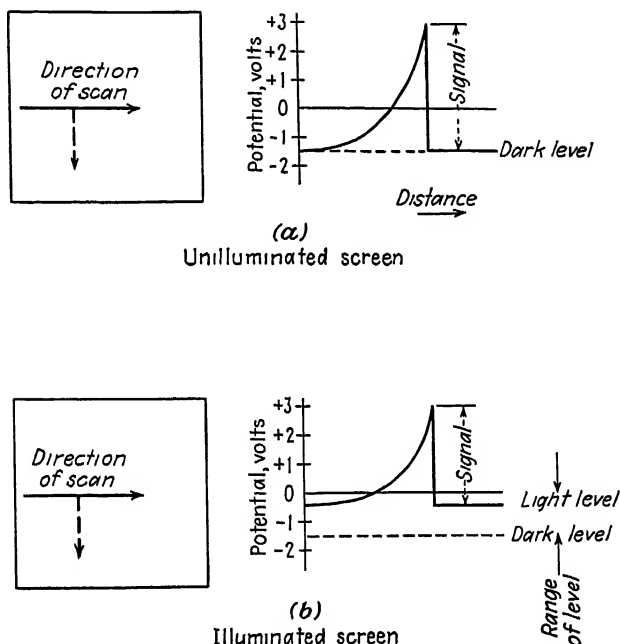 Direction
of scan
Potential, volts
+3
+2
+1
0
-1
-2
Signal
Dark level
Distance
(a)
Unilluminated screen
Direction
of scan
Potential, volts
+3
+2
+1
0
-1
-2
Signal
Light level
Dark level
Range
of level
(b)
Illuminated screen